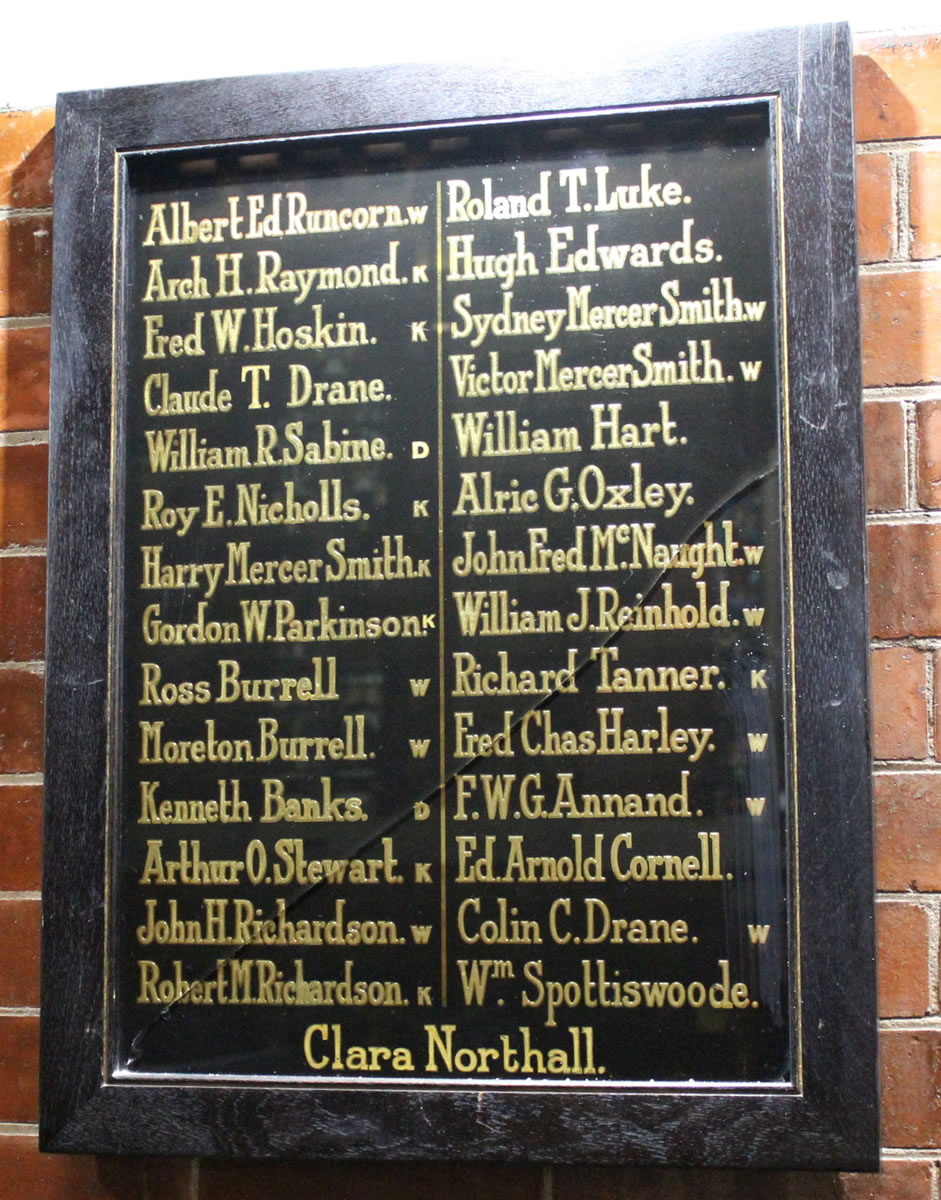 Albert Ed Runcorn. W
Arch H. Raymond. K
Fred W. Hoskin. K
Claude T. Drane.
William R. Sabine. D
Roy E. Nicholls. K
Harry Mercer Smith. K
Gordon W. Parkinson. K
Ross Burrell W
Moreton Burrell. W
Kenneth Banks. D
Arthur O. Stewart. K
John H. Richardson. W
Robert M. Richardson. K
Roland T. Luke.
Hugh Edwards.
Sydney Mercer Smith. W
Victor Mercer Smith. W
William Hart.
Alric G. Oxley.
John Fred Mc. Naught. W
William J. Reinhold. W
Richard Tanner. K
Fred Chas Harley. W
F. W. G. Annand. W
Ed. Arnold Cornell.
Colin C. Drane. W
Wm. Spottiswoode.
Clara Northall.